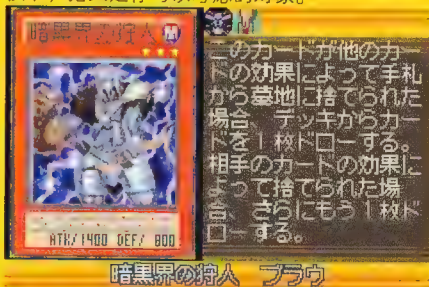 暗黒界の狩人
ATK/1400 DEF/ 800
このカードが他のカー
ドの効果によって手札
から墓地に捨てられた
場合 デッキからカー
ドを1枚ドローする。
相手のカードの効果に
よって捨てられた場
合、さらにもう1枚ド
ローする。
暗黒界の狩人 ブラウ